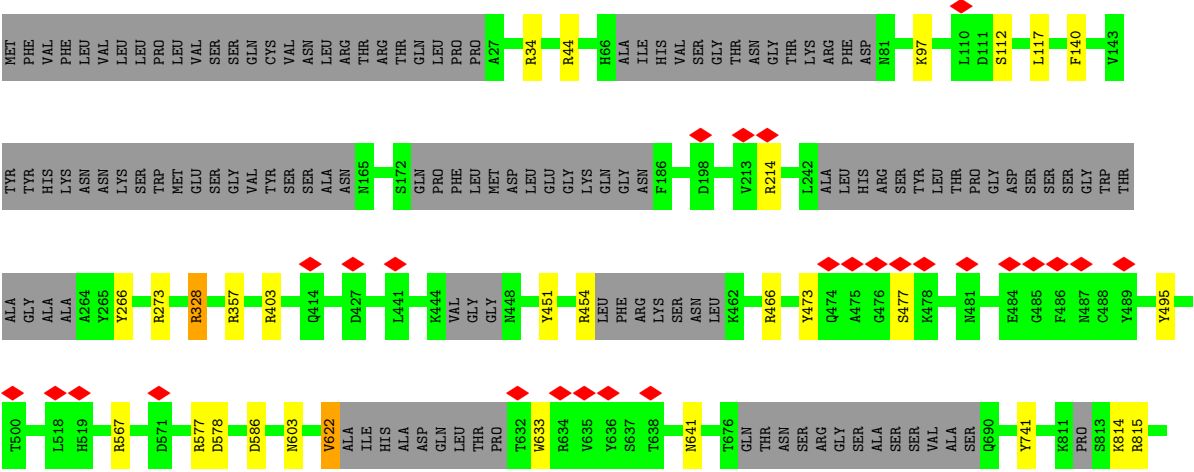 MET PHE VAL PHE LEU VAL LEU LEU PRO LEU VAL SER SER GLN CYS VAL ASN LEU ARG THR ARG THR GLN LEU PRO PRO A27 R34 R44 H66 ALA ILE HIS VAL SER GLY THR ASN GLY THR LYS ARG PHE ASP N81 K97 L110 D111 S112 L117 F140 V143
TYR TYR HIS LYS ASN ASN LYS SER TRP MET GLU SER GLY VAL TYR SER SER ALA ASN N165 S172 GLN PRO PHE LEU MET ASP LEU GLU GLY LYS GLN GLY ASN F186 D198 V213 R214 L242 ALA LEU HIS ARG SER TYR LEU THR PRO GLY ASP SER SER SER GLY TRP THR
ALA GLY ALA ALA A264 Y265 Y266 R273 R328 R357 R403 Q414 D427 L441 K444 VAL GLY GLY N448 Y451 R454 LEU PHE ARG LYS SER ASN LEU K462 R466 Y473 Q474 A475 G476 S477 K478 N481 E484 G485 F486 N487 C488 Y489 Y495
T500 L518 H519 R567 D571 R577 D578 D586 N603 V622 ALA ILE HIS ALA ASP GLN LEU THR PRO T632 W633 R634 V635 Y636 S637 T638 N641 T676 GLN THR ASN SER ARG GLY SER ALA SER SER VAL ALA SER Q690 Y741 K811 PRO S813 K814 R815